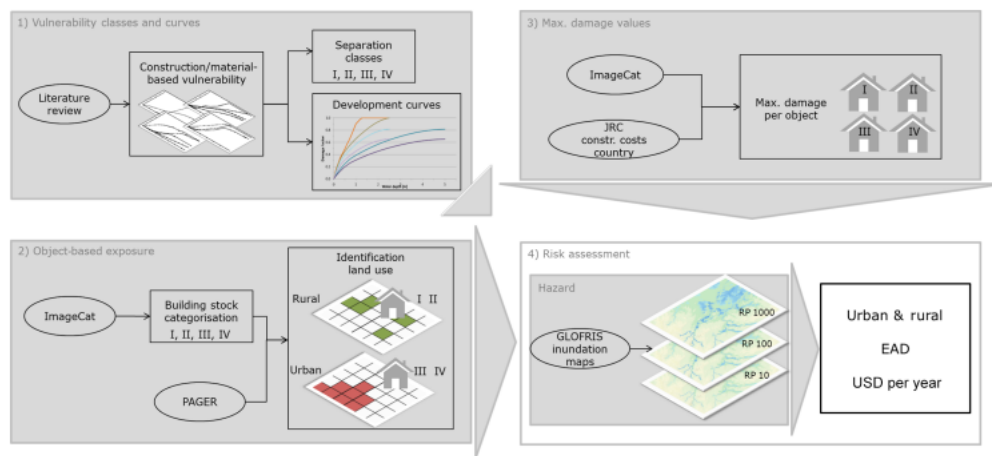 1) Vulnerability classes and curves
Literature
review
Construction/material-
based vulnerability
Separation
classes
I, II, III, IV
Development curves
3) Max. damage values
ImageCat
JRC
constr. costs
country
Max. damage
per object
I
II
III
IV
2) Object-based exposure
ImageCat
Building stock
categorisation
I, II, III, IV
PAGER
Identification
land use
Rural
I II
Urban
III IV
4) Risk assessment
Hazard
GLOFRIS
inundation
maps
RP 1000
RP 100
RP 10
Urban & rural
EAD
USD per year